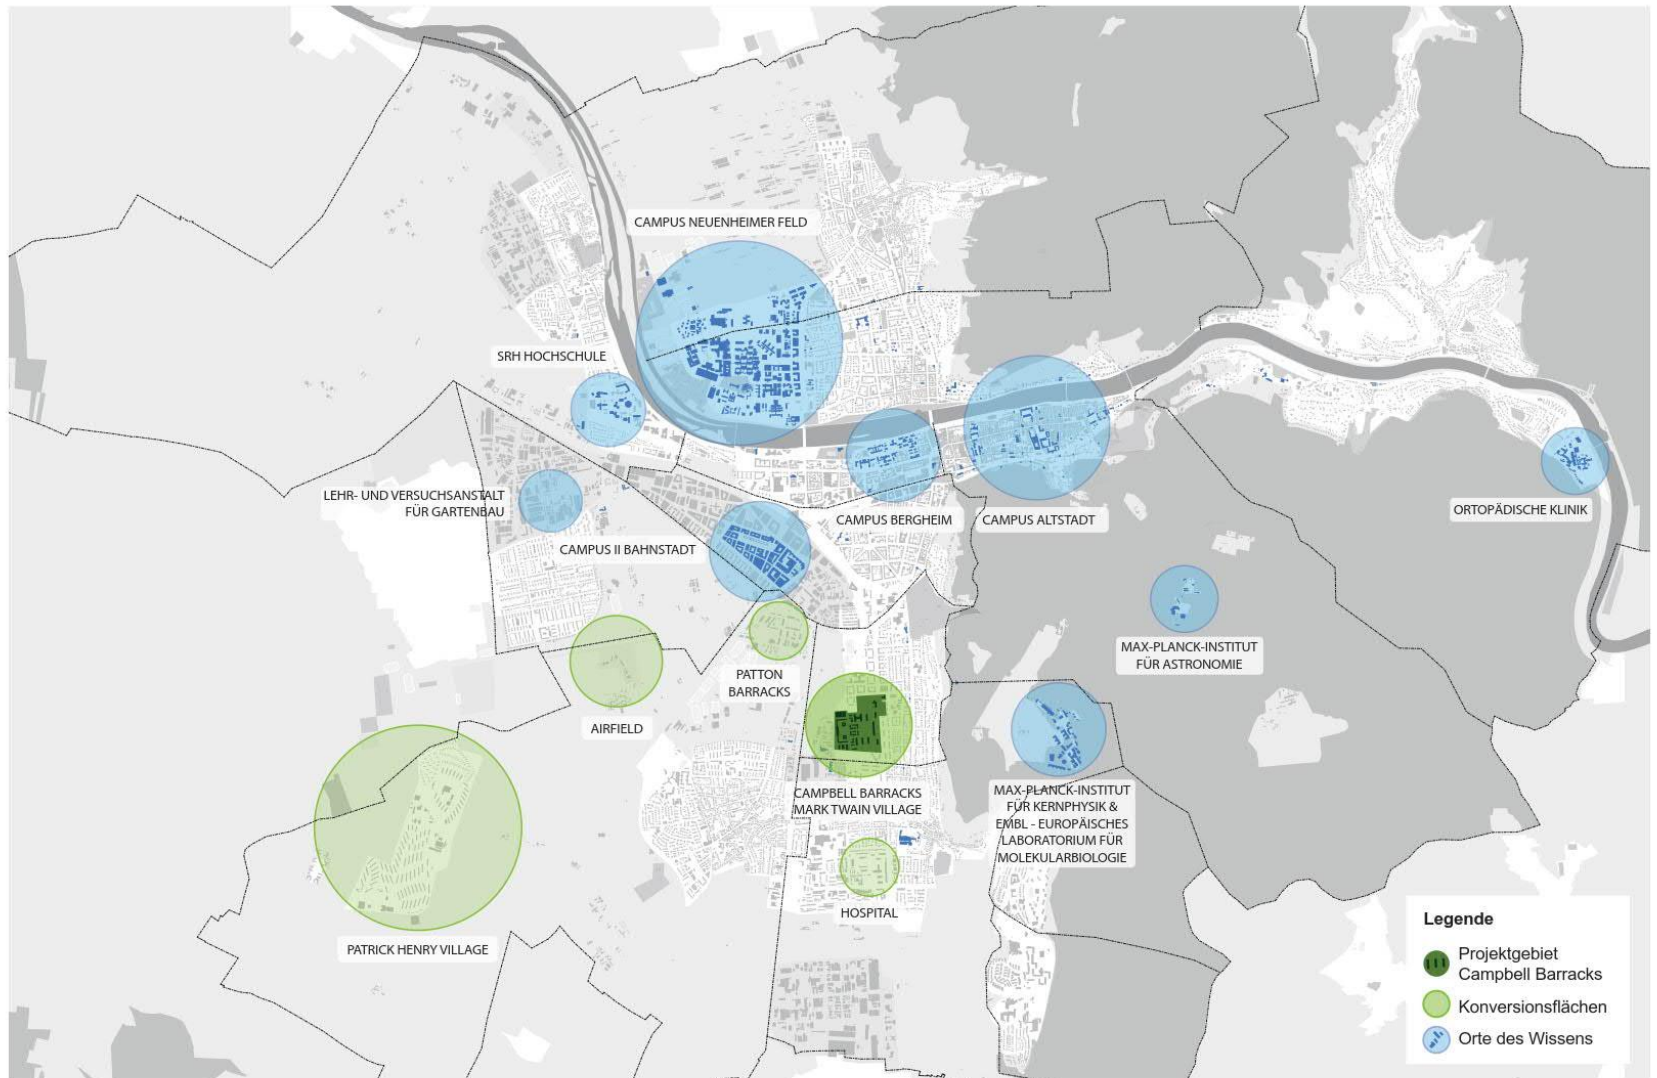 CAMPUS NEUENHEIMER FELD
SRH HOCHSCHULE
LEHR- UND VERSUCHSANSTALT
FÜR GARTENBAU
CAMPUS BERGHEIM
CAMPUS ALTSTADT
ORTOPÄDISCHE KLINIK
CAMPUS II BAHNSTADT
MAX-PLANCK-INSTITUT
FÜR ASTRONOMIE
PATTON
BARRACKS
AIRFIELD
CAMPBELL BARRACKS
MARK TWAIN VILLAGE
MAX-PLANCK-INSTITUT
FÜR KERNPHYSIK &
EMBL - EUROPÄISCHES
LABORATORIUM FÜR
MOLEKULARBIOLOGIE
HOSPITAL
PATRICK HENRY VILLAGE
Legende
Projektgebiet
Campbell Barracks
Konversionsflächen
Orte des Wissens